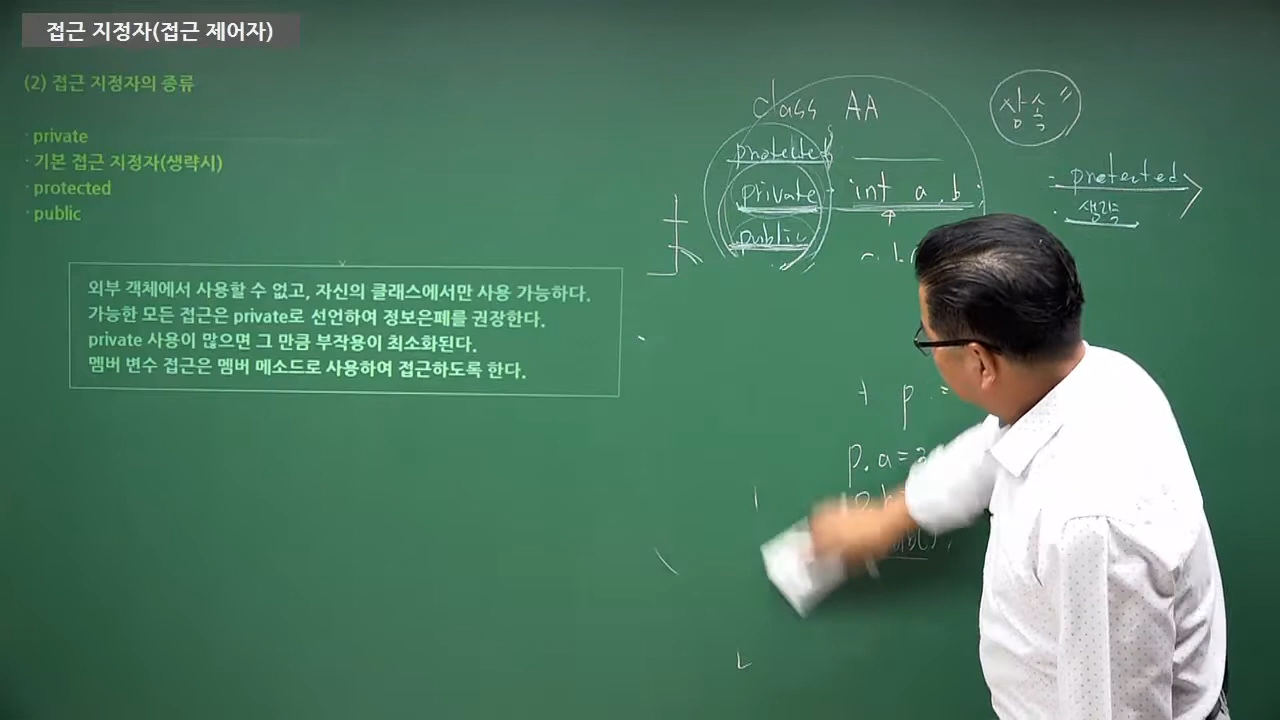 접근 지정자(접근 제어자)
(2) 접근 지정자의 종류
· private
· 기본 접근 지정자(생략시)
· protected
· public
외부 객체에서 사용할 수 없고, 자신의 클래스에서만 사용 가능하다.
가능한 모든 접근은 private로 선언하여 정보은폐를 권장한다.
private 사용이 많으면 그 만큼 부작용이 최소화된다.
멤버 변수 접근은 멤버 메소드로 사용하여 접근하도록 한다.
class AA
protected
private int a, b;
public
상속
- protected
· 생략
p. =
p. a =